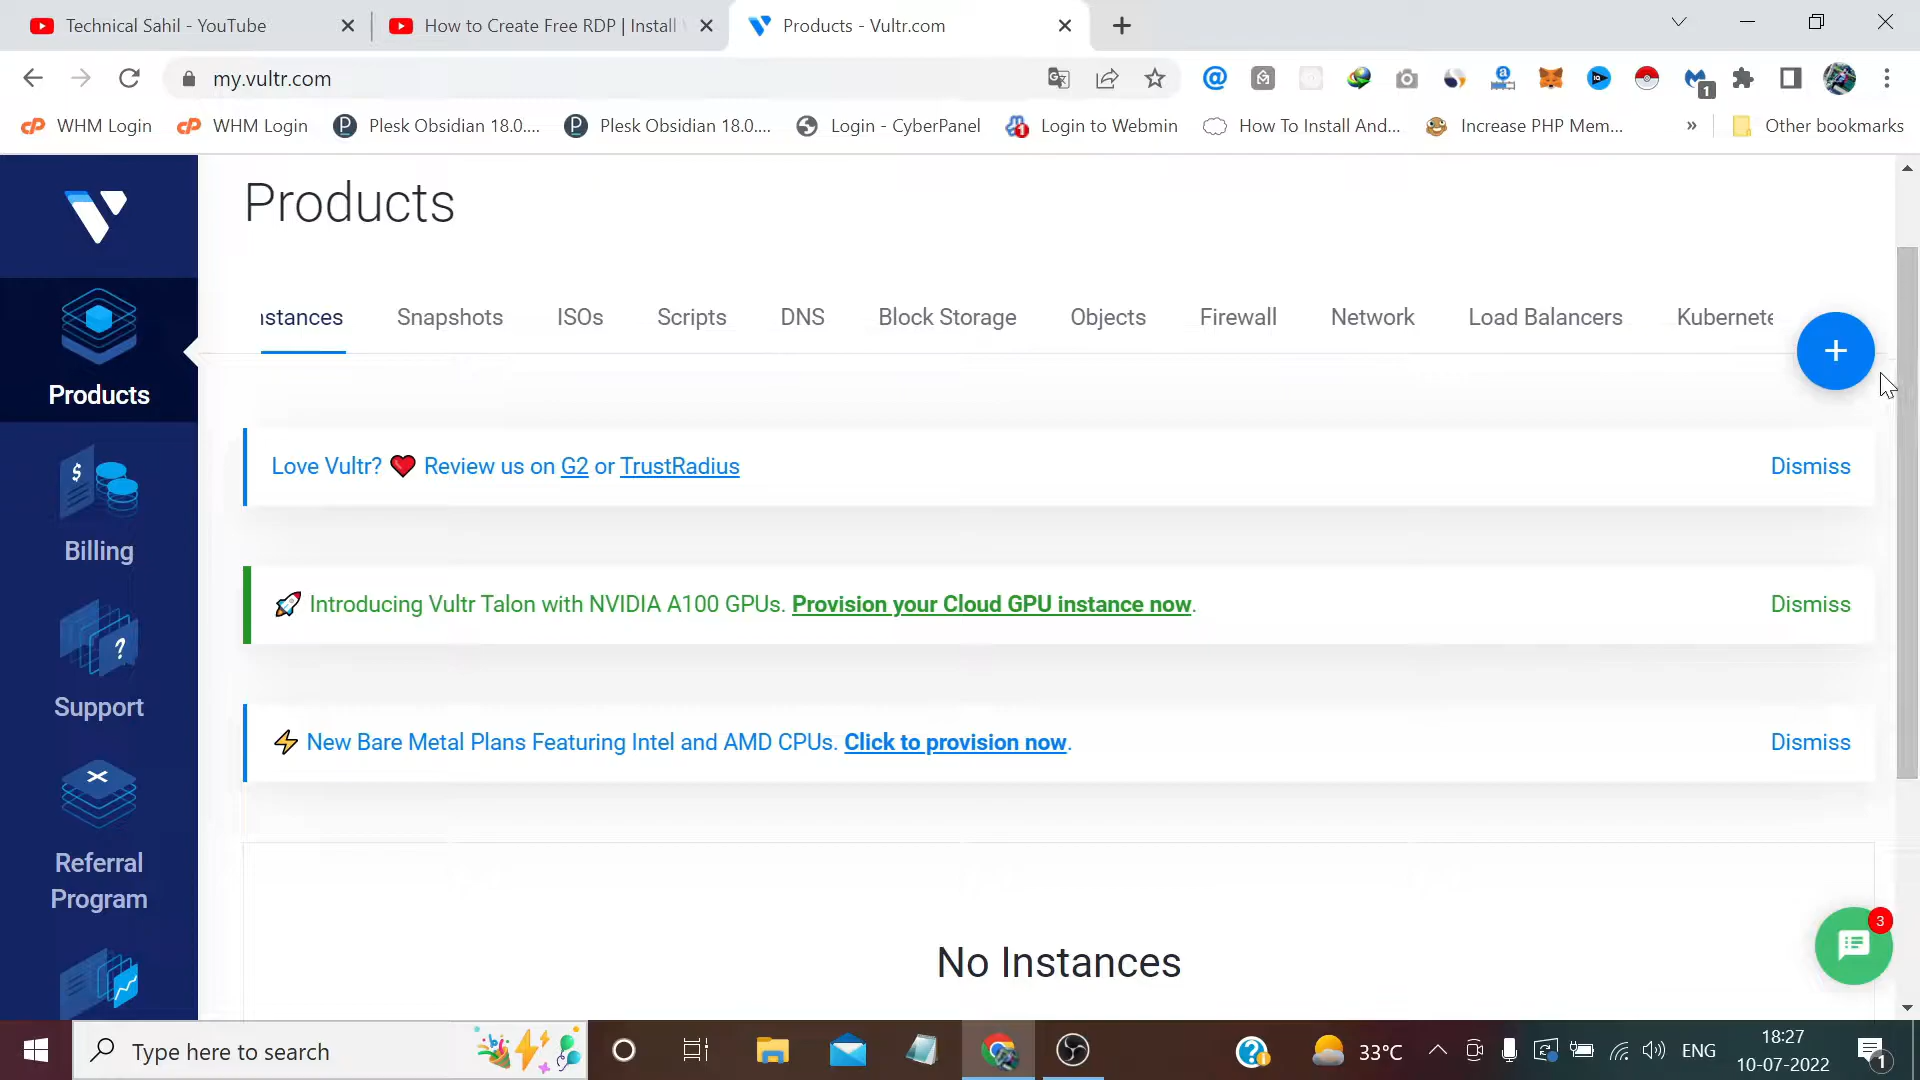 Technical Sahil - YouTube
How to Create Free RDP | Install
Products - Vultr.com
my.vultr.com
WHM Login
WHM Login
Plesk Obsidian 18.0....
Plesk Obsidian 18.0....
Login - CyberPanel
Login to Webmin
How To Install And...
Increase PHP Mem...
»
Other bookmarks
Products
nstances
Snapshots
ISOs
Scripts
DNS
Block Storage
Objects
Firewall
Network
Load Balancers
Kubernete
+
Products
Billing
Support
Referral
Program
Love Vultr? ❤ Review us on G2 or TrustRadius
Dismiss
🚀 Introducing Vultr Talon with NVIDIA A100 GPUs. Provision your Cloud GPU instance now.
Dismiss
⚡ New Bare Metal Plans Featuring Intel and AMD CPUs. Click to provision now.
Dismiss
No Instances
3
Type here to search
33°C
ENG
18:27
10-07-2022
1